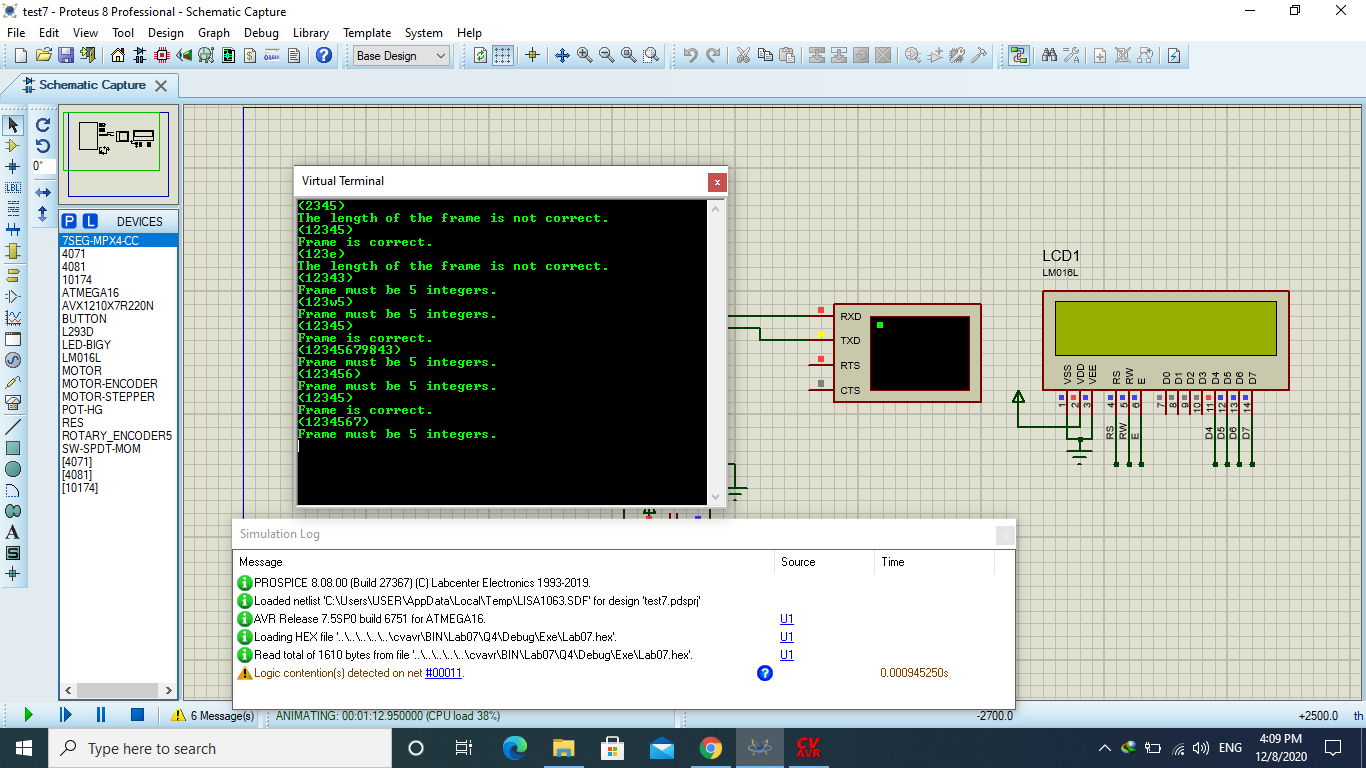 test7 - Proteus 8 Professional - Schematic Capture
File Edit View Tool Design Graph Debug Library Template System Help
Base Design
Schematic Capture
0°
LBL
P L DEVICES
7SEG-MPX4-CC
4071
4081
10174
ATMEGA16
AVX1210X7R220N
BUTTON
L293D
LED-BIGY
LM016L
MOTOR
MOTOR-ENCODER
MOTOR-STEPPER
POT-HG
RES
ROTARY_ENCODER5
SW-SPDT-MOM
[4071]
[4081]
[10174]
Virtual Terminal
(2345)
The length of the frame is not correct.
(12345)
Frame is correct.
(123e)
The length of the frame is not correct.
(12343)
Frame must be 5 integers.
(123w5)
Frame must be 5 integers.
(12345)
Frame is correct.
(12345679843)
Frame must be 5 integers.
(123456)
Frame must be 5 integers.
(12345)
Frame is correct.
(1234567)
Frame must be 5 integers.
RXD
TXD
RTS
CTS
LCD1
LM016L
VSS VDD VEE RS RW E D0 D1 D2 D3 D4 D5 D6 D7
1 2 3 4 5 6 7 8 9 10 11 12 13 14
RS RW E D4 D5 D6 D7
Simulation Log
Message Source Time
PROSPICE 8.08.00 (Build 27367) (C) Labcenter Electronics 1993-2019.
Loaded netlist 'C:\Users\USER\AppData\Local\Temp\LISA1063.SDF' for design 'test7.pdsprj'
AVR Release 7.5SP0 build 6751 for ATMEGA16. U1
Loading HEX file '..\..\..\..\..\cvavr\BIN\Lab07\Q4\Debug\Exe\Lab07.hex'. U1
Read total of 1610 bytes from file '..\..\..\..\..\cvavr\BIN\Lab07\Q4\Debug\Exe\Lab07.hex'. U1
Logic contention(s) detected on net #00011. 0.000945250s
6 Message(s) ANIMATING: 00:01:12.950000 (CPU load 38%) -2700.0 +2500.0 th
Type here to search
CV
AVR
ENG
4:09 PM
12/8/2020